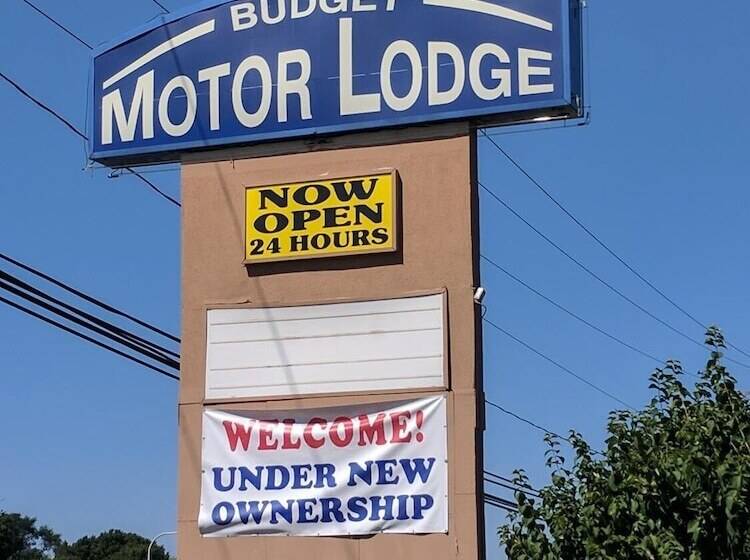 BUDGET
MOTOR LODGE
NOW
OPEN
24 HOURS
WELCOME!
UNDER NEW
OWNERSHIP